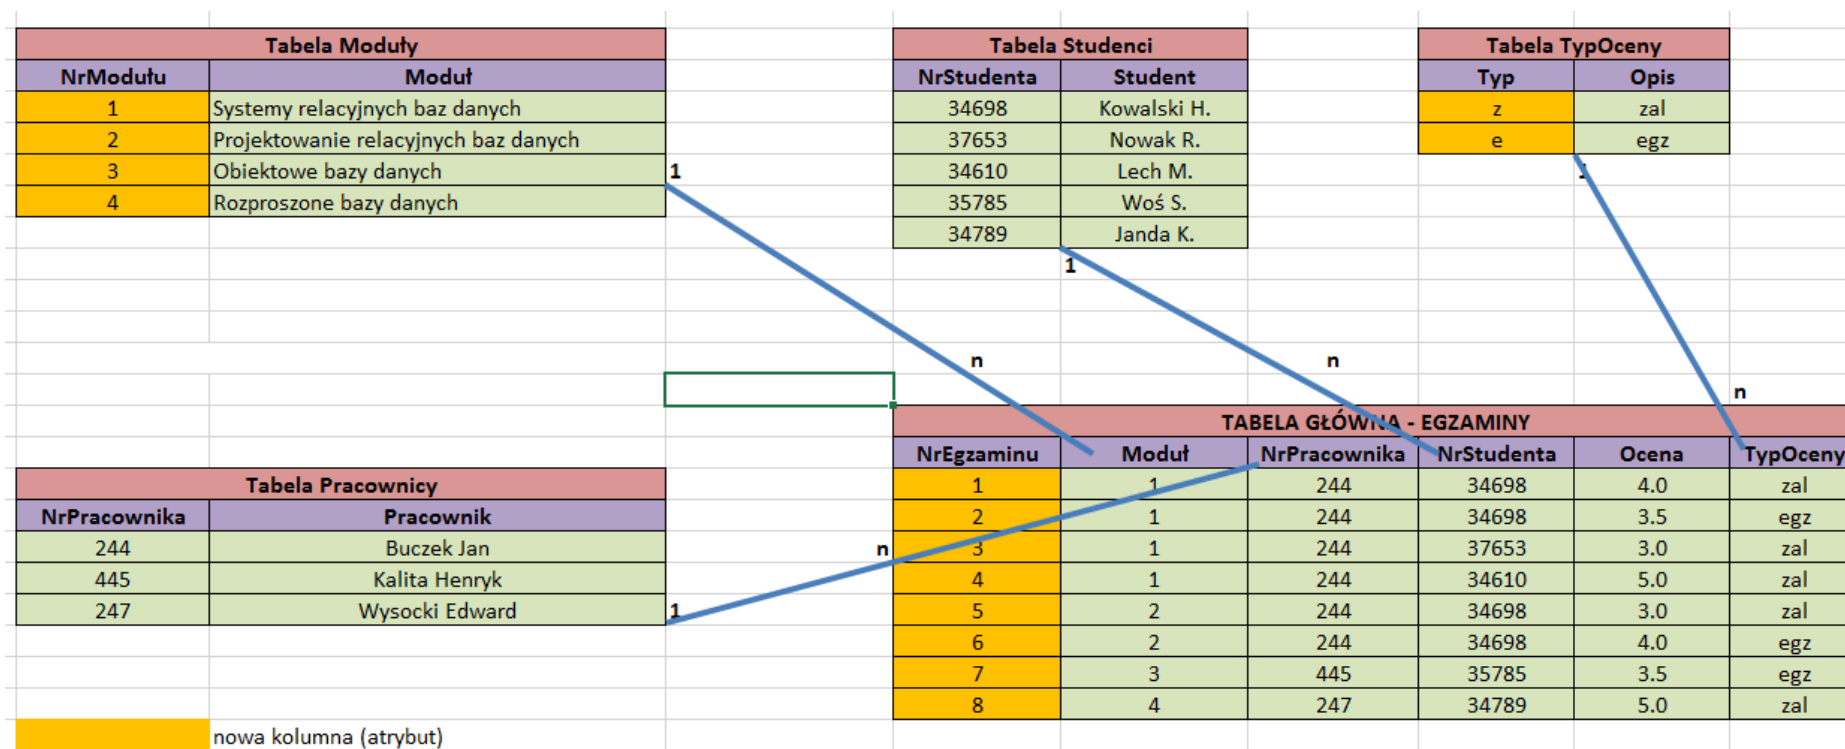 Tabela Moduły
NrModułu Moduł
1 Systemy relacyjnych baz danych
2 Projektowanie relacyjnych baz danych
3 Obiektowe bazy danych
4 Rozproszone bazy danych
1
Tabela Studenci
NrStudenta Student
34698 Kowalski H.
37653 Nowak R.
34610 Lech M.
35785 Woś S.
34789 Janda K.
1
Tabela TypOceny
Typ Opis
z zal
e egz
1
n
n
n
TABELA GŁÓWNA - EGZAMINY
NrEgzaminu Moduł NrPracownika NrStudenta Ocena TypOceny
1 1 244 34698 4.0 zal
2 1 244 34698 3.5 egz
3 1 244 37653 3.0 zal
4 1 244 34610 5.0 zal
5 2 244 34698 3.0 zal
6 2 244 34698 4.0 egz
7 3 445 35785 3.5 egz
8 4 247 34789 5.0 zal
Tabela Pracownicy
NrPracownika Pracownik
244 Buczek Jan
445 Kalita Henryk
247 Wysocki Edward
n
1
nowa kolumna (atrybut)